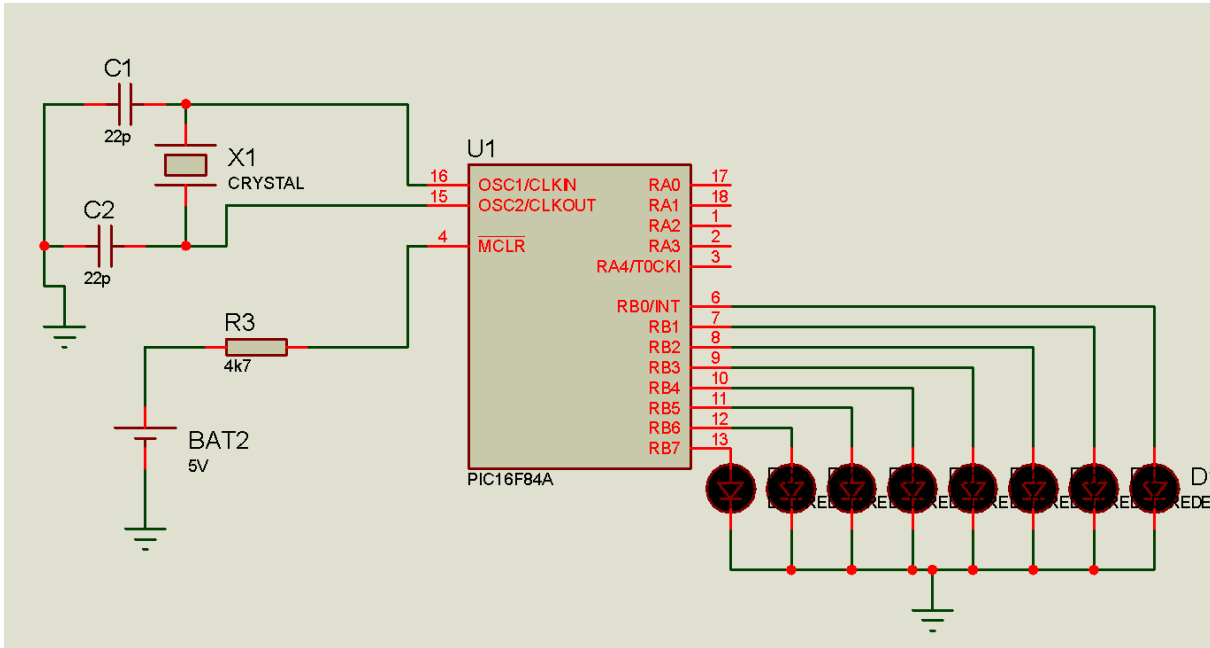 C1
22p
X1
CRYSTAL
C2
22p
R3
4k7
BAT2
5V
U1
16 OSC1/CLKIN
15 OSC2/CLKOUT
4 MCLR
RA0 17
RA1 18
RA2 1
RA3 2
RA4/T0CKI 3
RB0/INT 6
RB1 7
RB2 8
RB3 9
RB4 10
RB5 11
RB6 12
RB7 13
PIC16F84A